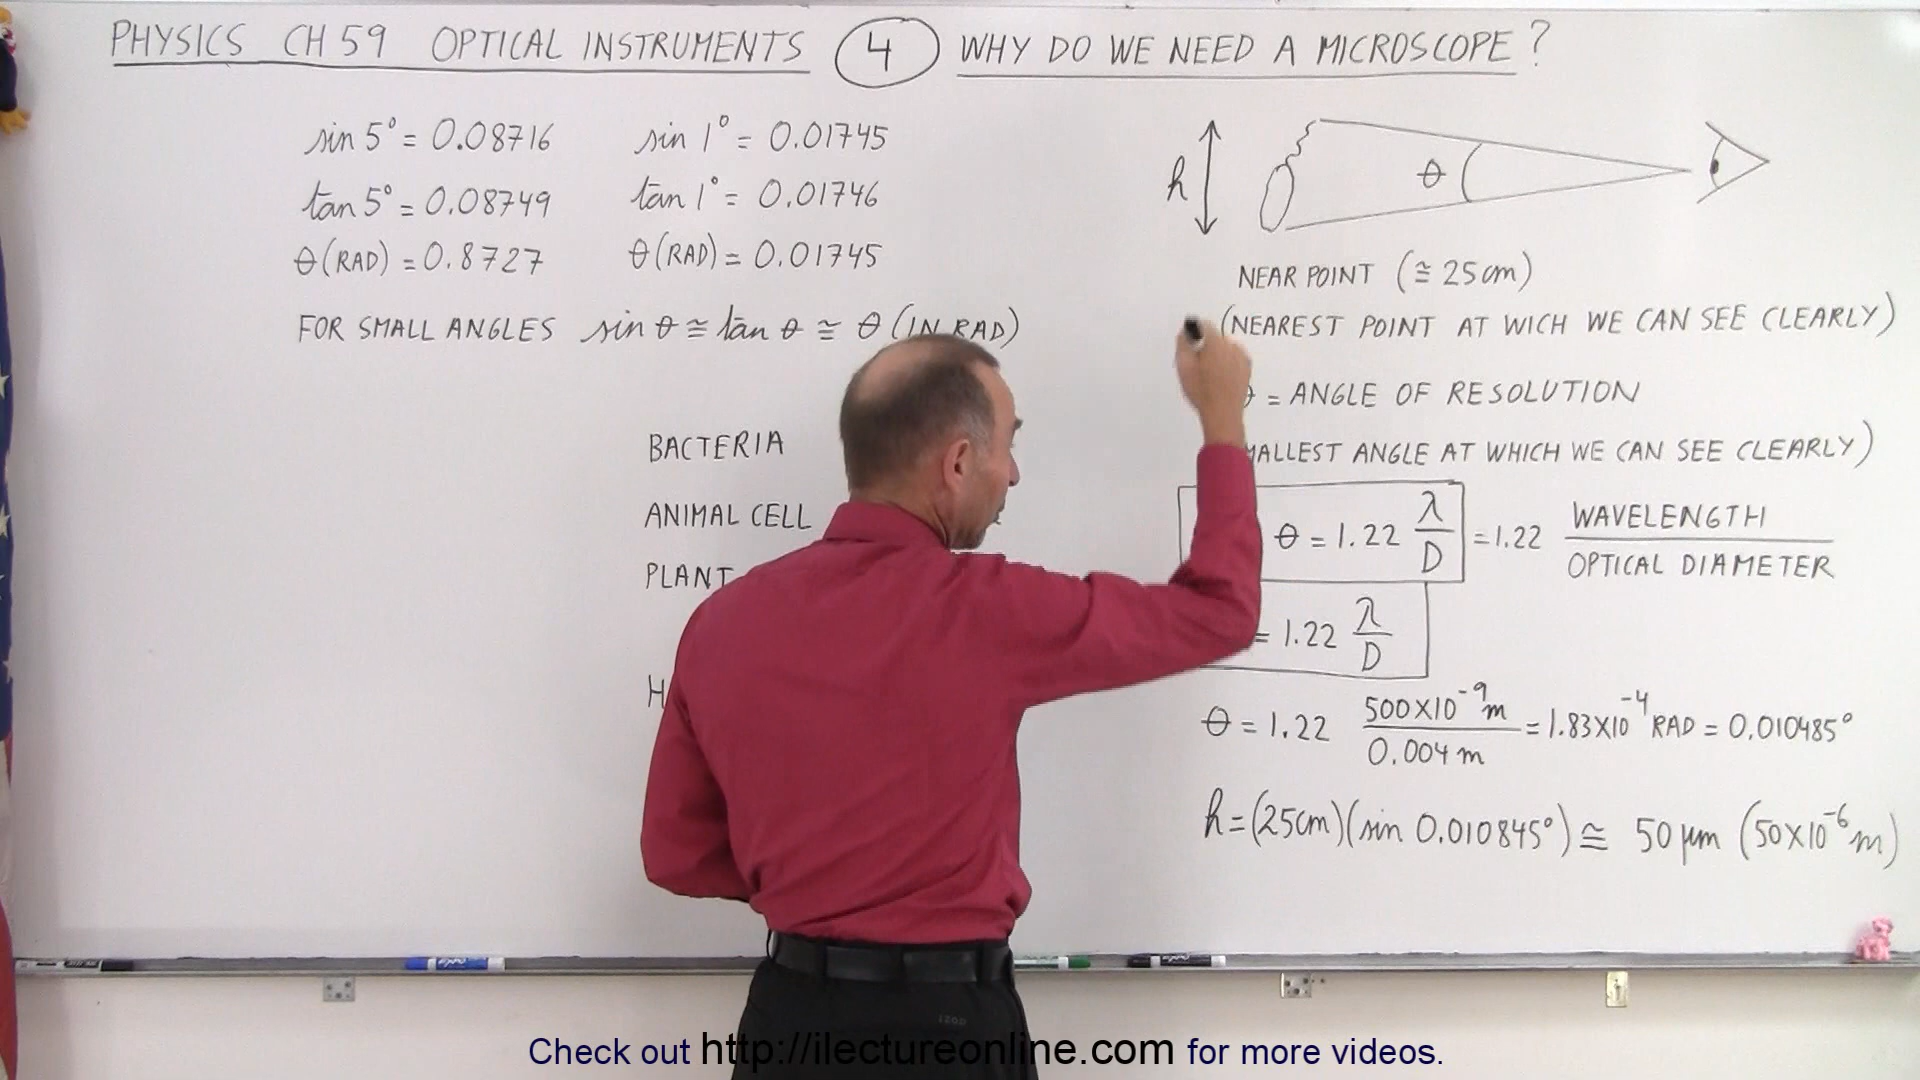 PHYSICS CH 59 OPTICAL INSTRUMENTS 4 WHY DO WE NEED A MICROSCOPE?
sin 5° = 0.08716
tan 5° = 0.08749
θ (RAD) = 0.8727
sin 1° = 0.01745
tan 1° = 0.01746
θ (RAD) = 0.01745
FOR SMALL ANGLES sin θ ≅ tan θ ≅ θ (IN RAD)
BACTERIA
ANIMAL CELL
PLANT
H
h
θ
NEAR POINT (≅ 25 cm)
(NEAREST POINT AT WICH WE CAN SEE CLEARLY)
θ = ANGLE OF RESOLUTION
MALLEST ANGLE AT WHICH WE CAN SEE CLEARLY)
θ = 1.22 λ/D = 1.22 WAVELENGTH/OPTICAL DIAMETER
= 1.22 λ/D
θ = 1.22 500X10⁻⁹ m/0.004 m = 1.83X10⁻⁴ RAD = 0.010485°
h = (25cm)(sin 0.010845°) ≅ 50 μm (50X10⁻⁶ m)
Check out http://ilectureonline.com for more videos.